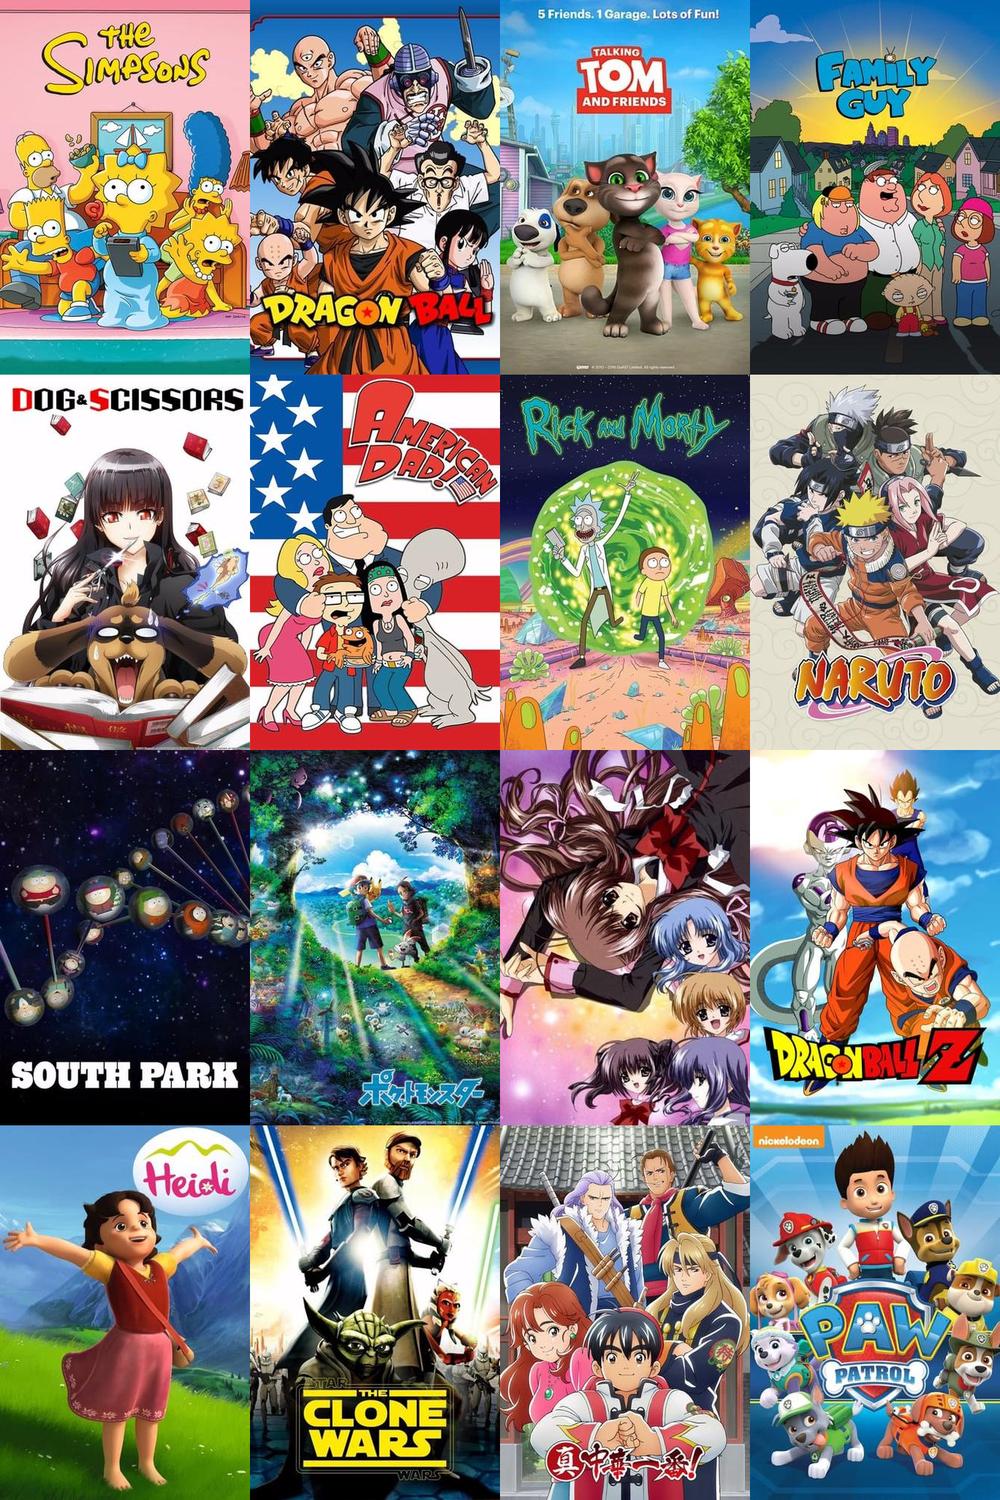 THE
SIMPSONS
DRAGON BALL
5 Friends. 1 Garage. Lots of Fun!
TALKING
TOM
AND FRIENDS
FAMILY
GUY
DOG & SCISSORS
AMERICAN
DAD!
RICK AND MORTY
NARUTO
SOUTH PARK
ポケットモンスター
DRAGON BALL Z
Heidi
STAR
THE
CLONE
WARS
WARS
真 中華一番!
nickelodeon
PAW
PATROL